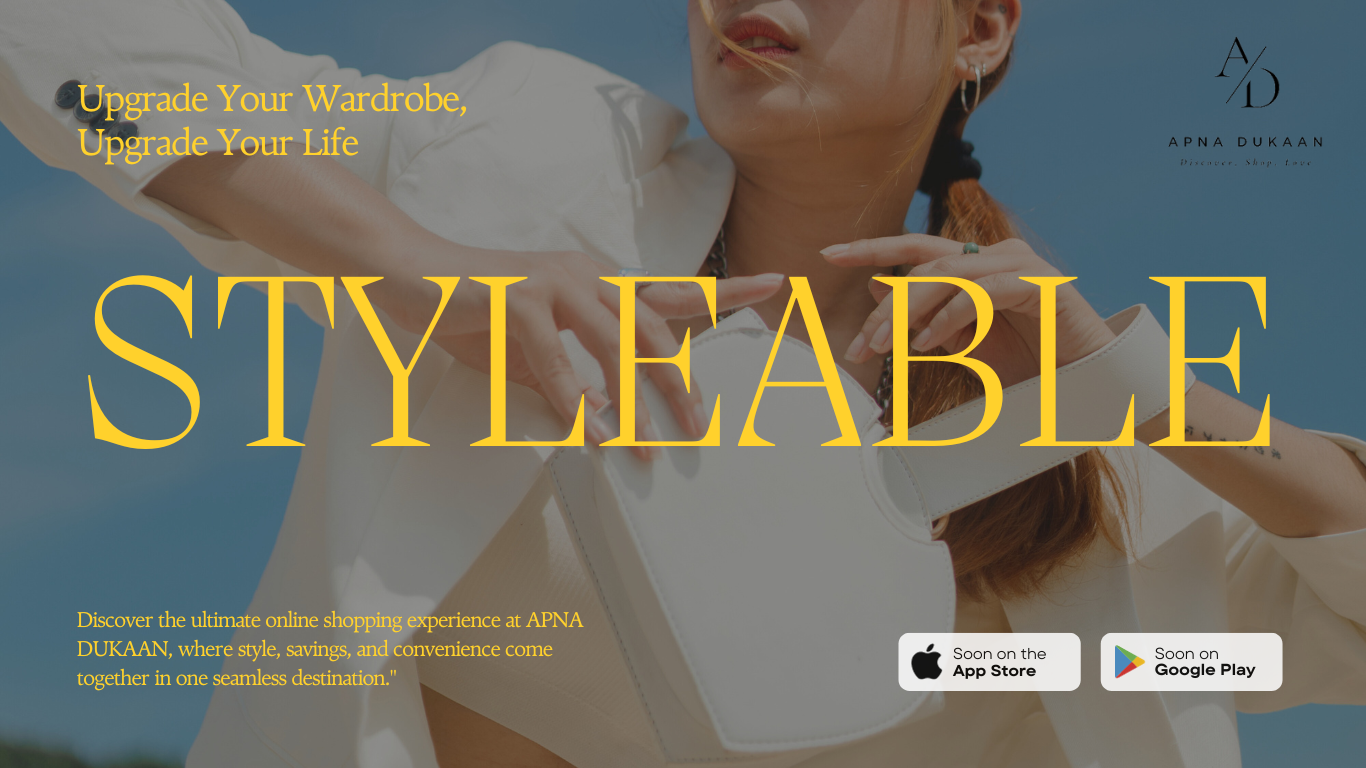 Upgrade Your Wardrobe,
Upgrade Your Life
A/D
APNA DUKAAN
Discover. Shop. Love
STYLEABLE
Discover the ultimate online shopping experience at APNA
DUKAAN, where style, savings, and convenience come
together in one seamless destination."
Soon on the
App Store
Soon on
Google Play